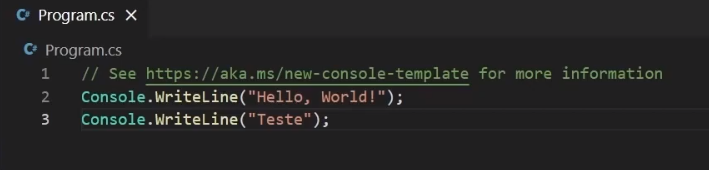 C# Program.cs X
C# Program.cs
1 // See https://aka.ms/new-console-template for more information
2 Console.WriteLine("Hello, World!");
3 Console.WriteLine("Teste");